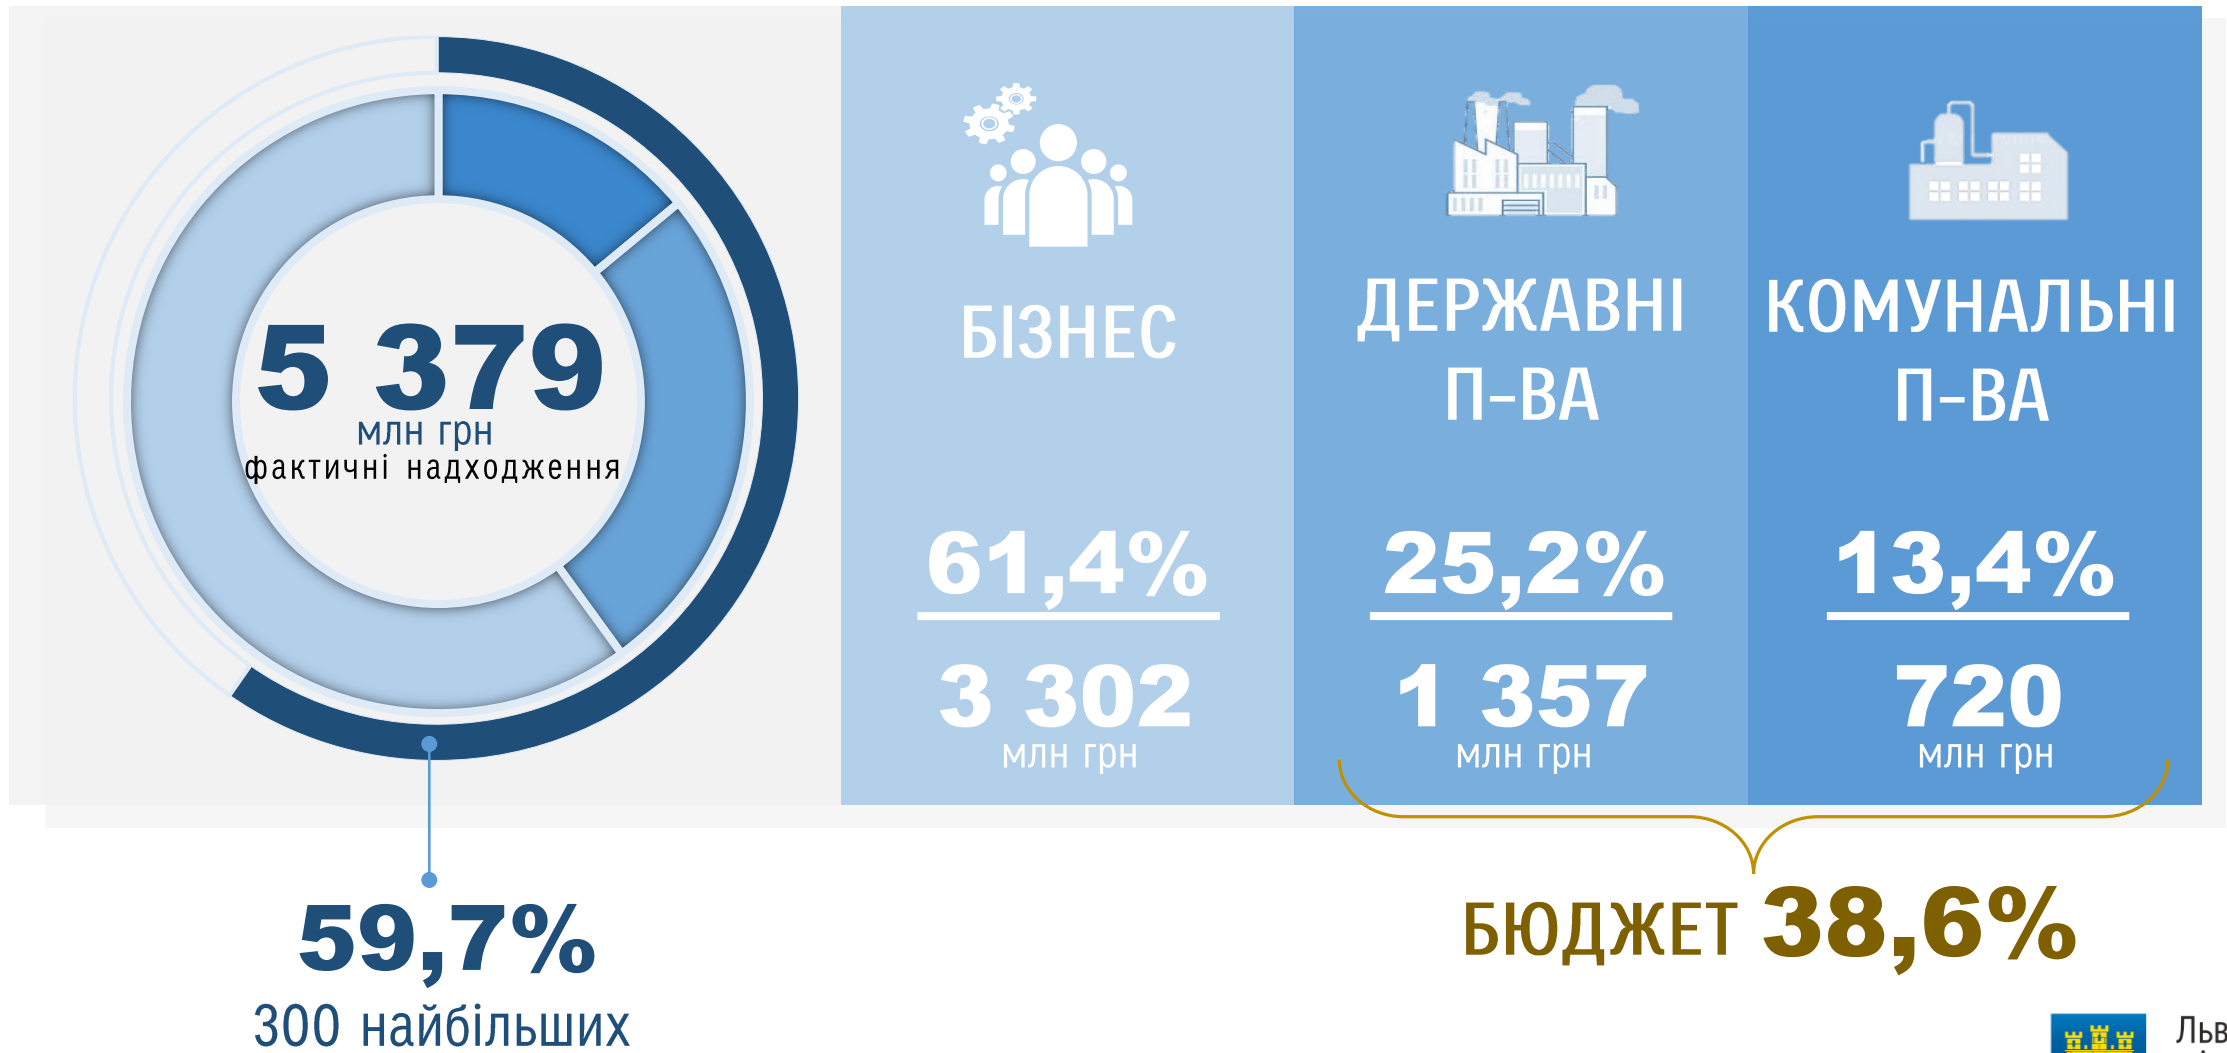 5 379
млн грн
фактичні надходження
59,7%
300 найбільших
БІЗНЕС
61,4%
3 302
млн грн
ДЕРЖАВНІ
П-ВА
25,2%
1 357
млн грн
КОМУНАЛЬНІ
П-ВА
13,4%
720
млн грн
БЮДЖЕТ 38,6%